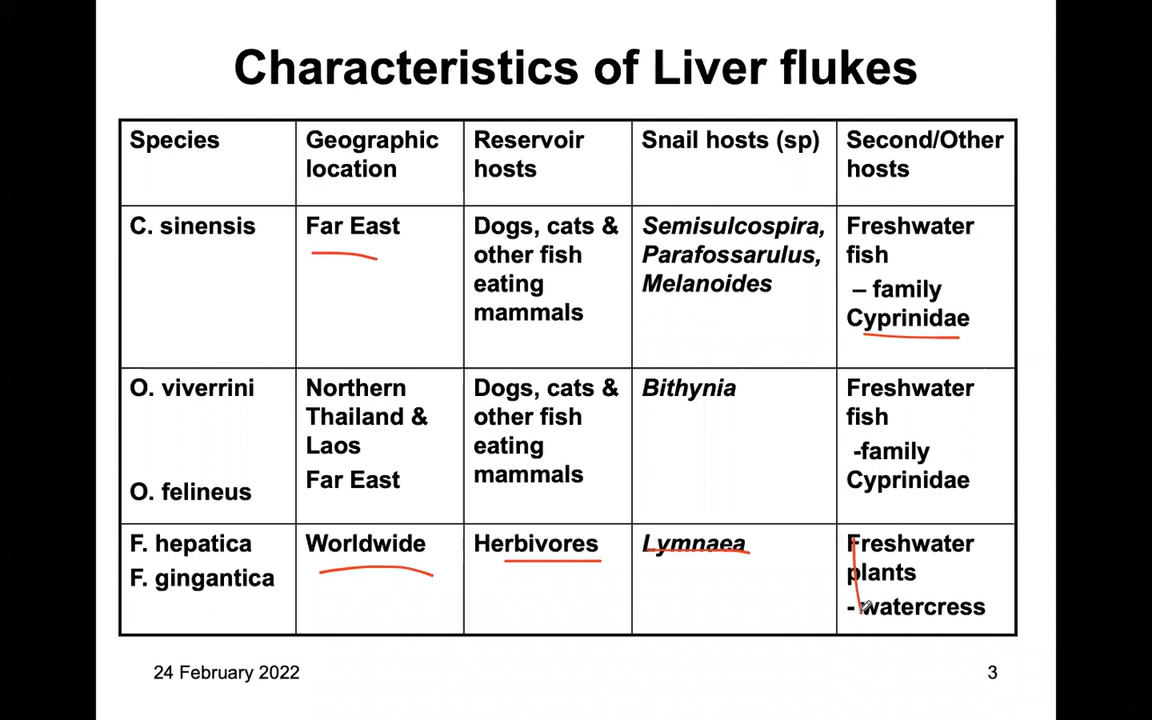 Characteristics of Liver flukes
Species
Geographic
location
Reservoir
hosts
Snail hosts (sp)
Second/Other
hosts
C. sinensis
Far East
Dogs, cats &
other fish
eating
mammals
Semisulcospira,
Parafossarulus,
Melanoides
Freshwater
fish
– family
Cyprinidae
O. viverrini
O. felineus
Northern
Thailand &
Laos
Far East
Dogs, cats &
other fish
eating
mammals
Bithynia
Freshwater
fish
-family
Cyprinidae
F. hepatica
F. gingantica
Worldwide
Herbivores
Lymnaea
Freshwater
plants
- watercress
24 February 2022
3